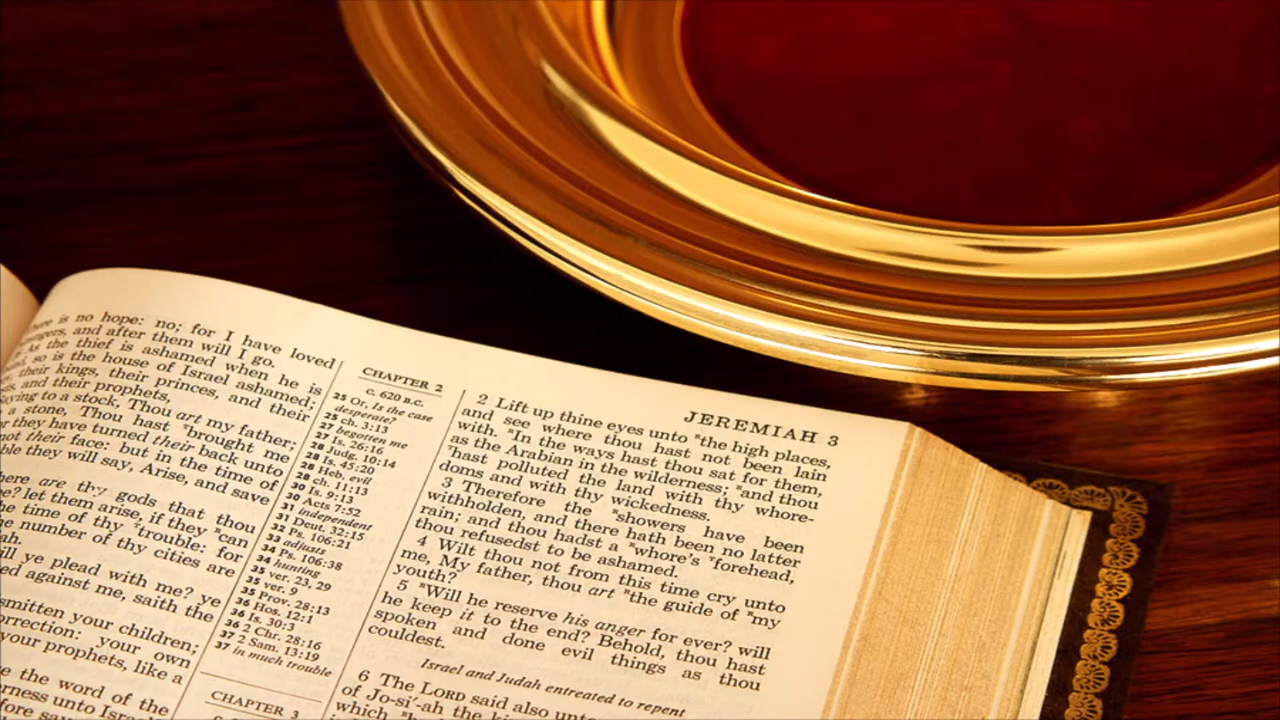 here is no hope: no; for I have loved
and after them will I go.
As the thief is ashamed when he is
so is the house of Israel ashamed;
their kings, their princes, and their
and their prophets,
to a stock, Thou art my father;
a stone, Thou hast brought me
they have turned their back unto
not their face: but in the time of
they will say, Arise, and save
are thy gods that thou
let them arise, if they can
time of thy trouble: for
number of thy cities are
ye plead with me? ye
against me, saith the
smitten your children;
your own
your prophets, like a
the word of the
unto
CHAPTER 2
c. 620 B.C.
25 Or, Is the case
desperate?
25 ch. 3:13
27 begotten me
27 Is. 26:16
28 Judg. 10:14
28 Is. 45:20
28 Heb. evil
28 ch. 11:13
30 Is. 9:13
30 Acts 7:52
31 independent
31 Deut. 32:15
32 Ps. 106:21
33 adjusts
34 Ps. 106:38
34 hunting
35 ver. 23, 29
35 ver. 9
35 Prov. 28:13
36 Hos. 12:1
36 Is. 30:3
36 2 Chr. 28:16
37 2 Sam. 13:19
37 in much trouble
CHAPTER 3
JEREMIAH 3
2 Lift up thine eyes unto the high places,
and see where thou hast not been lain
with. In the ways hast thou sat for them,
as the Arabian in the wilderness; and thou
hast polluted the land with thy whore-
doms and with thy wickedness.
3 Therefore the showers have been
withholden, and there hath been no latter
rain; and thou hadst a whore's forehead,
thou refusedst to be ashamed.
4 Wilt thou not from this time cry unto
me, My father, thou art the guide of my
youth?
5 Will he reserve his anger for ever? will
he keep it to the end? Behold, thou hast
spoken and done evil things as thou
couldest.
Israel and Judah entreated to repent
6 The LORD said also
of Jo-si'-ah the
which